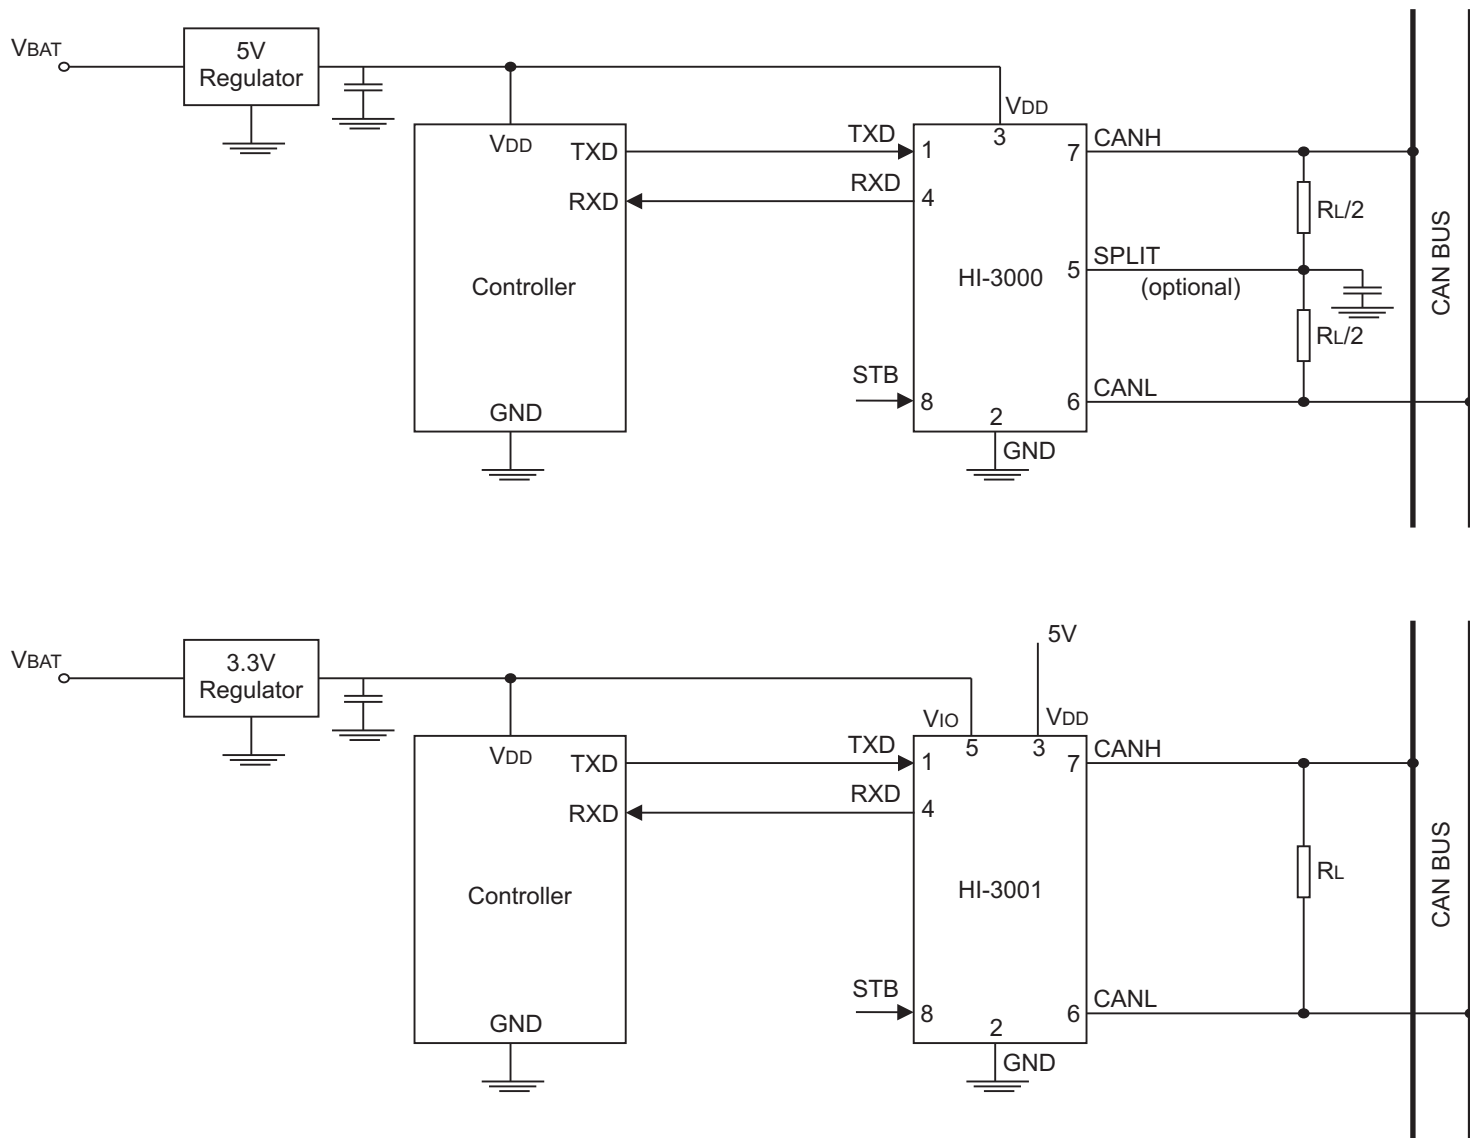 VBAT
5V
Regulator
VDD
VDD
TXD
TXD
1
3
7
CANH
RXD
RXD
4
RL/2
Controller
HI-3000
5
SPLIT
(optional)
CAN BUS
RL/2
STB
8
6
CANL
GND
2
GND
VBAT
3.3V
Regulator
5V
VIO
VDD
VDD
TXD
TXD
1
5
3
7
CANH
RXD
RXD
4
Controller
HI-3001
RL
CAN BUS
STB
8
6
CANL
GND
2
GND